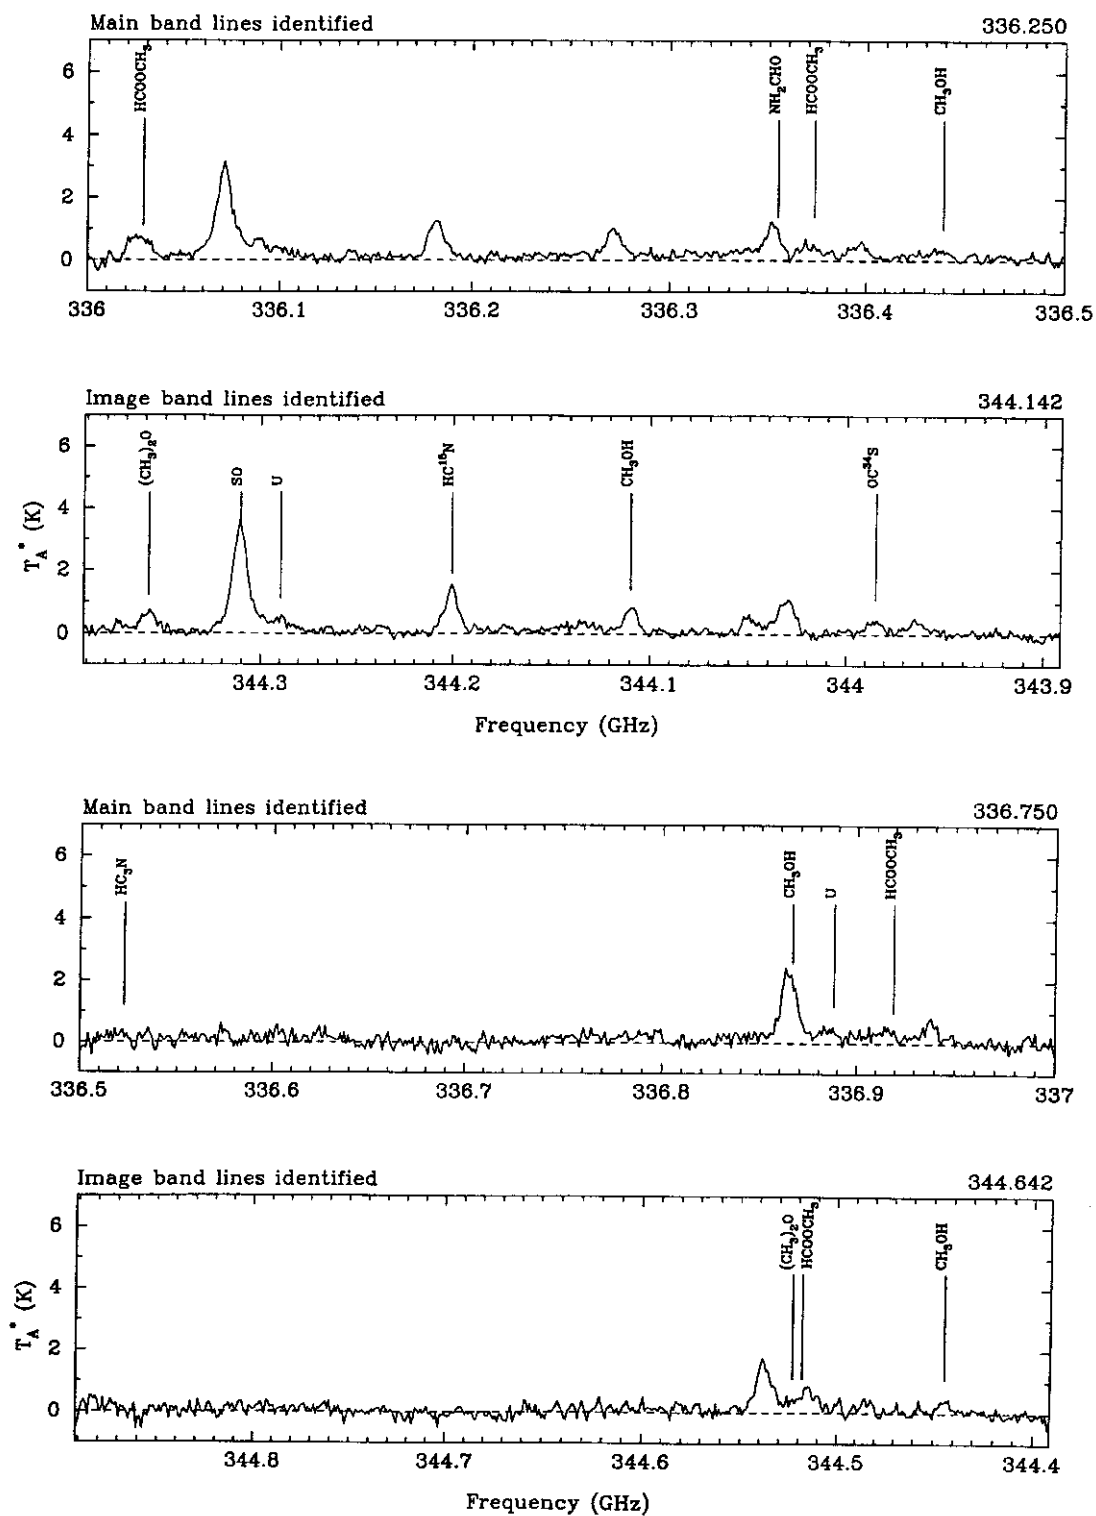 Main band lines identified 336.250
HCOOCH₃
NH₂CHO
HCOOCH₃
CH₃OH
6
4
2
0
336 336.1 336.2 336.3 336.4 336.5
Image band lines identified 344.142
(CH₃)₂O
SO
U
HC¹⁵N
CH₃OH
OC³⁴S
6
4
2
0
T_A* (K)
344.3 344.2 344.1 344 343.9
Frequency (GHz)
Main band lines identified 336.750
HC₃N
CH₃OH
U
HCOOCH₃
6
4
2
0
336.5 336.6 336.7 336.8 336.9 337
Image band lines identified 344.642
(CH₃)₂O
HCOOCH₃
CH₃OH
6
4
2
0
T_A* (K)
344.8 344.7 344.6 344.5 344.4
Frequency (GHz)